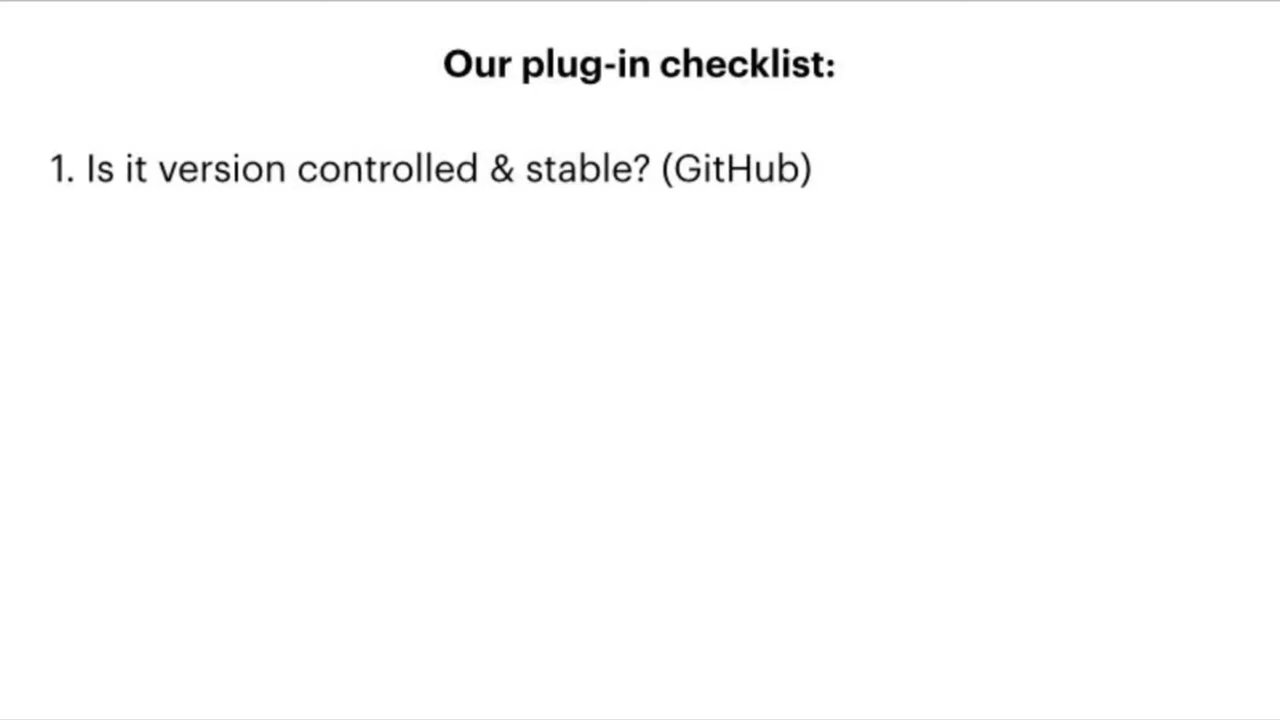 Our plug-in checklist:
1. Is it version controlled & stable? (GitHub)